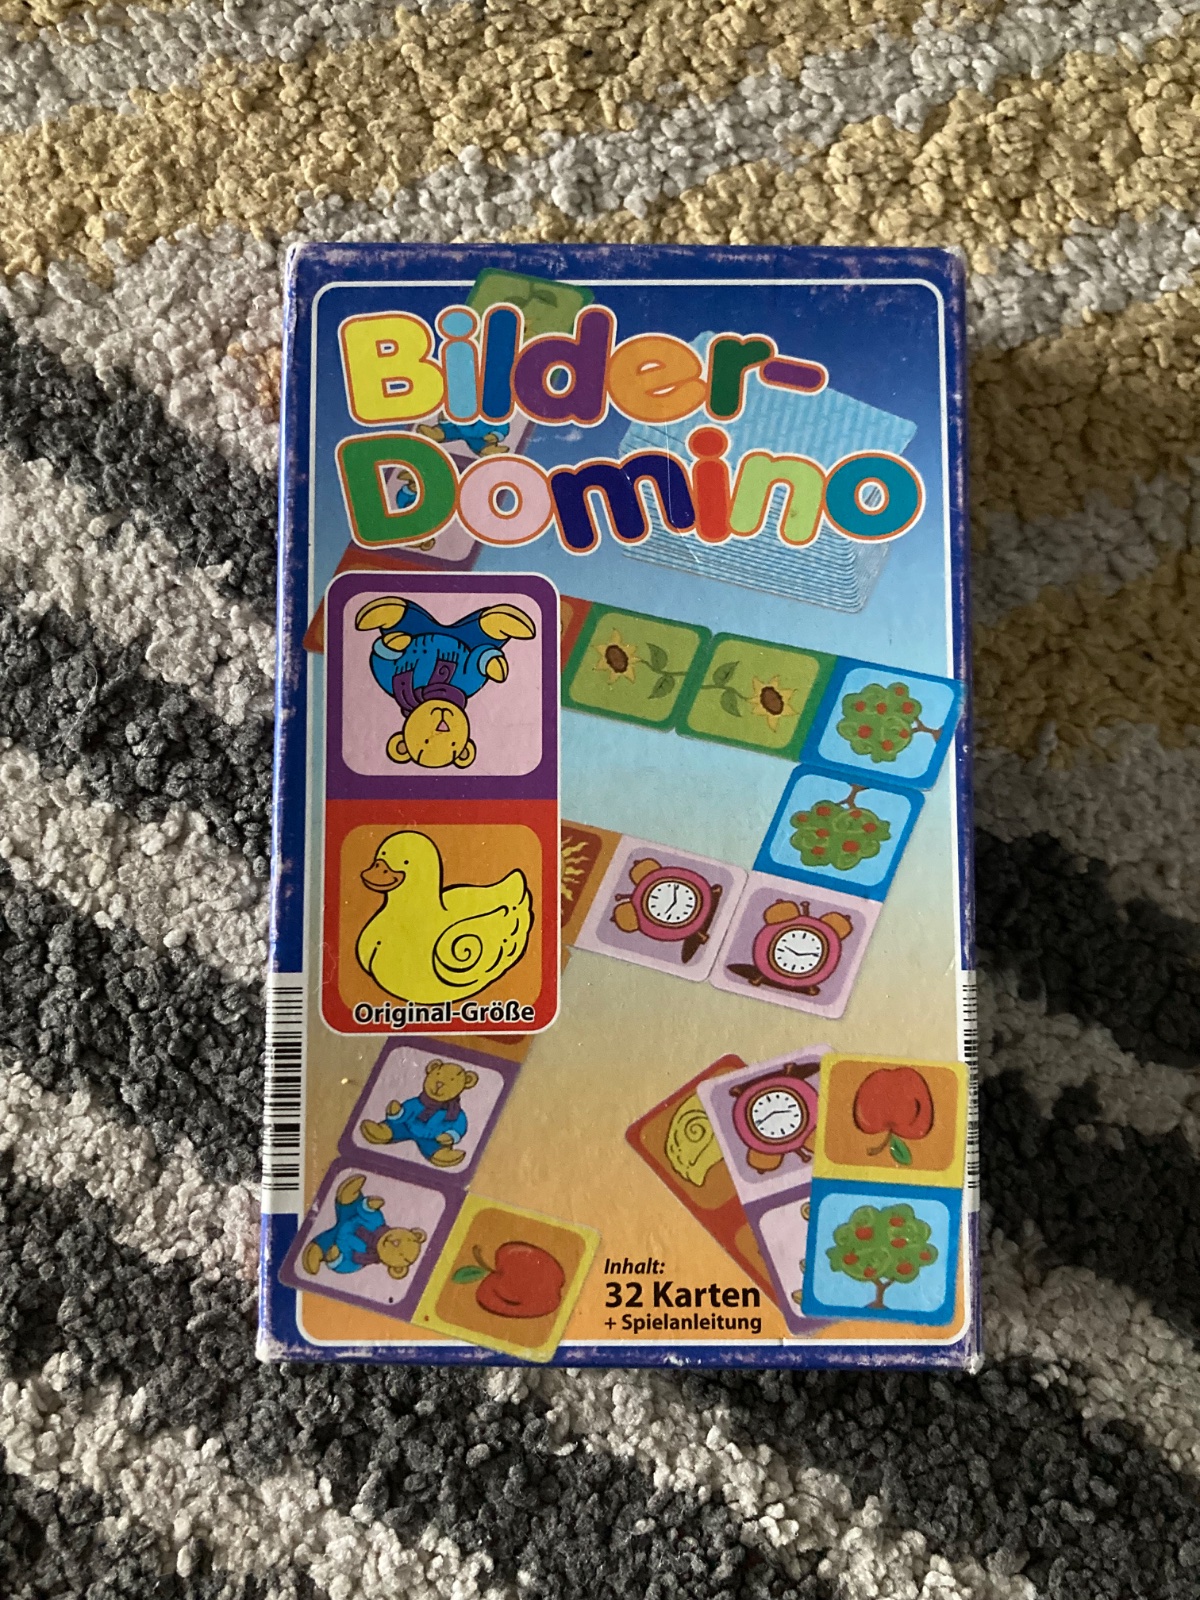 Bilder-
Domino
Original-Größe
Inhalt:
32 Karten
+ Spielanleitung